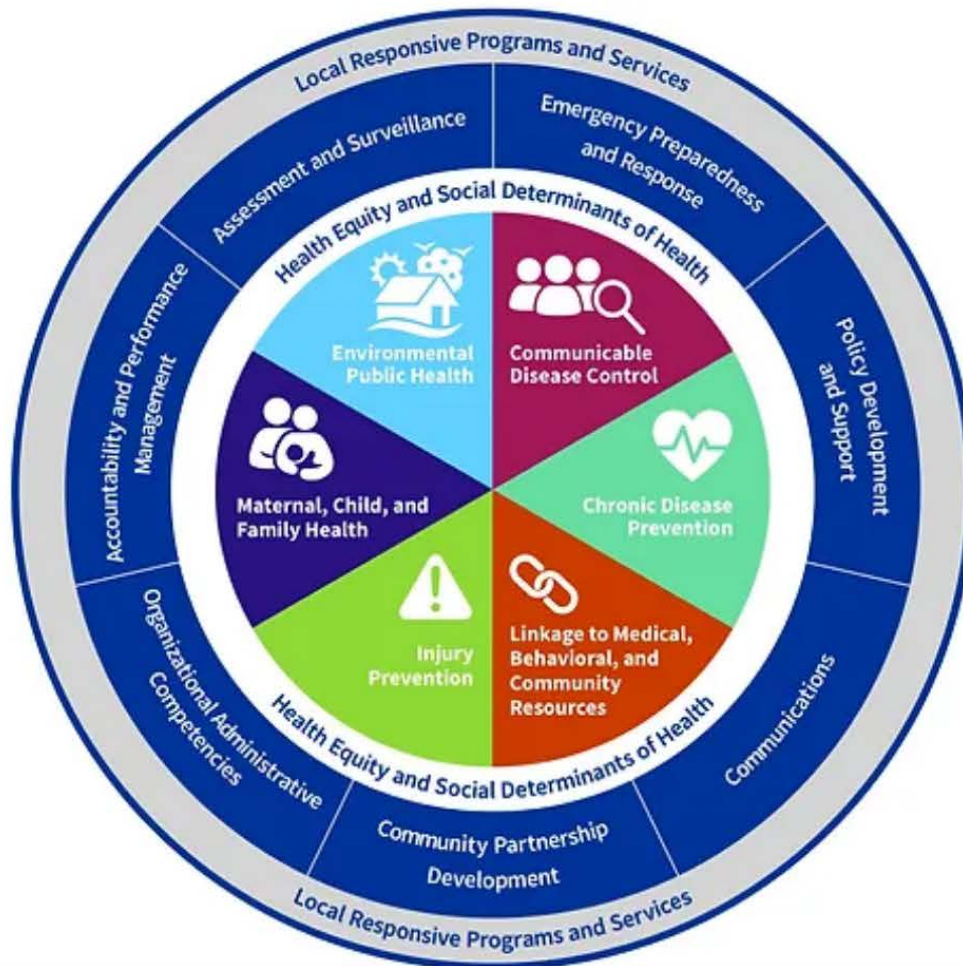 Local Responsive Programs and Services
Assessment and Surveillance
Emergency Preparedness
and Response
Policy Development
and Support
Communications
Community Partnership
Development
Organizational Administrative
Competencies
Accountability and Performance
Management
Health Equity and Social Determinants of Health
Environmental
Public Health
Communicable
Disease Control
Chronic Disease
Prevention
Linkage to Medical,
Behavioral, and
Community
Resources
Injury
Prevention
Maternal, Child, and
Family Health
Health Equity and Social Determinants of Health
Local Responsive Programs and Services